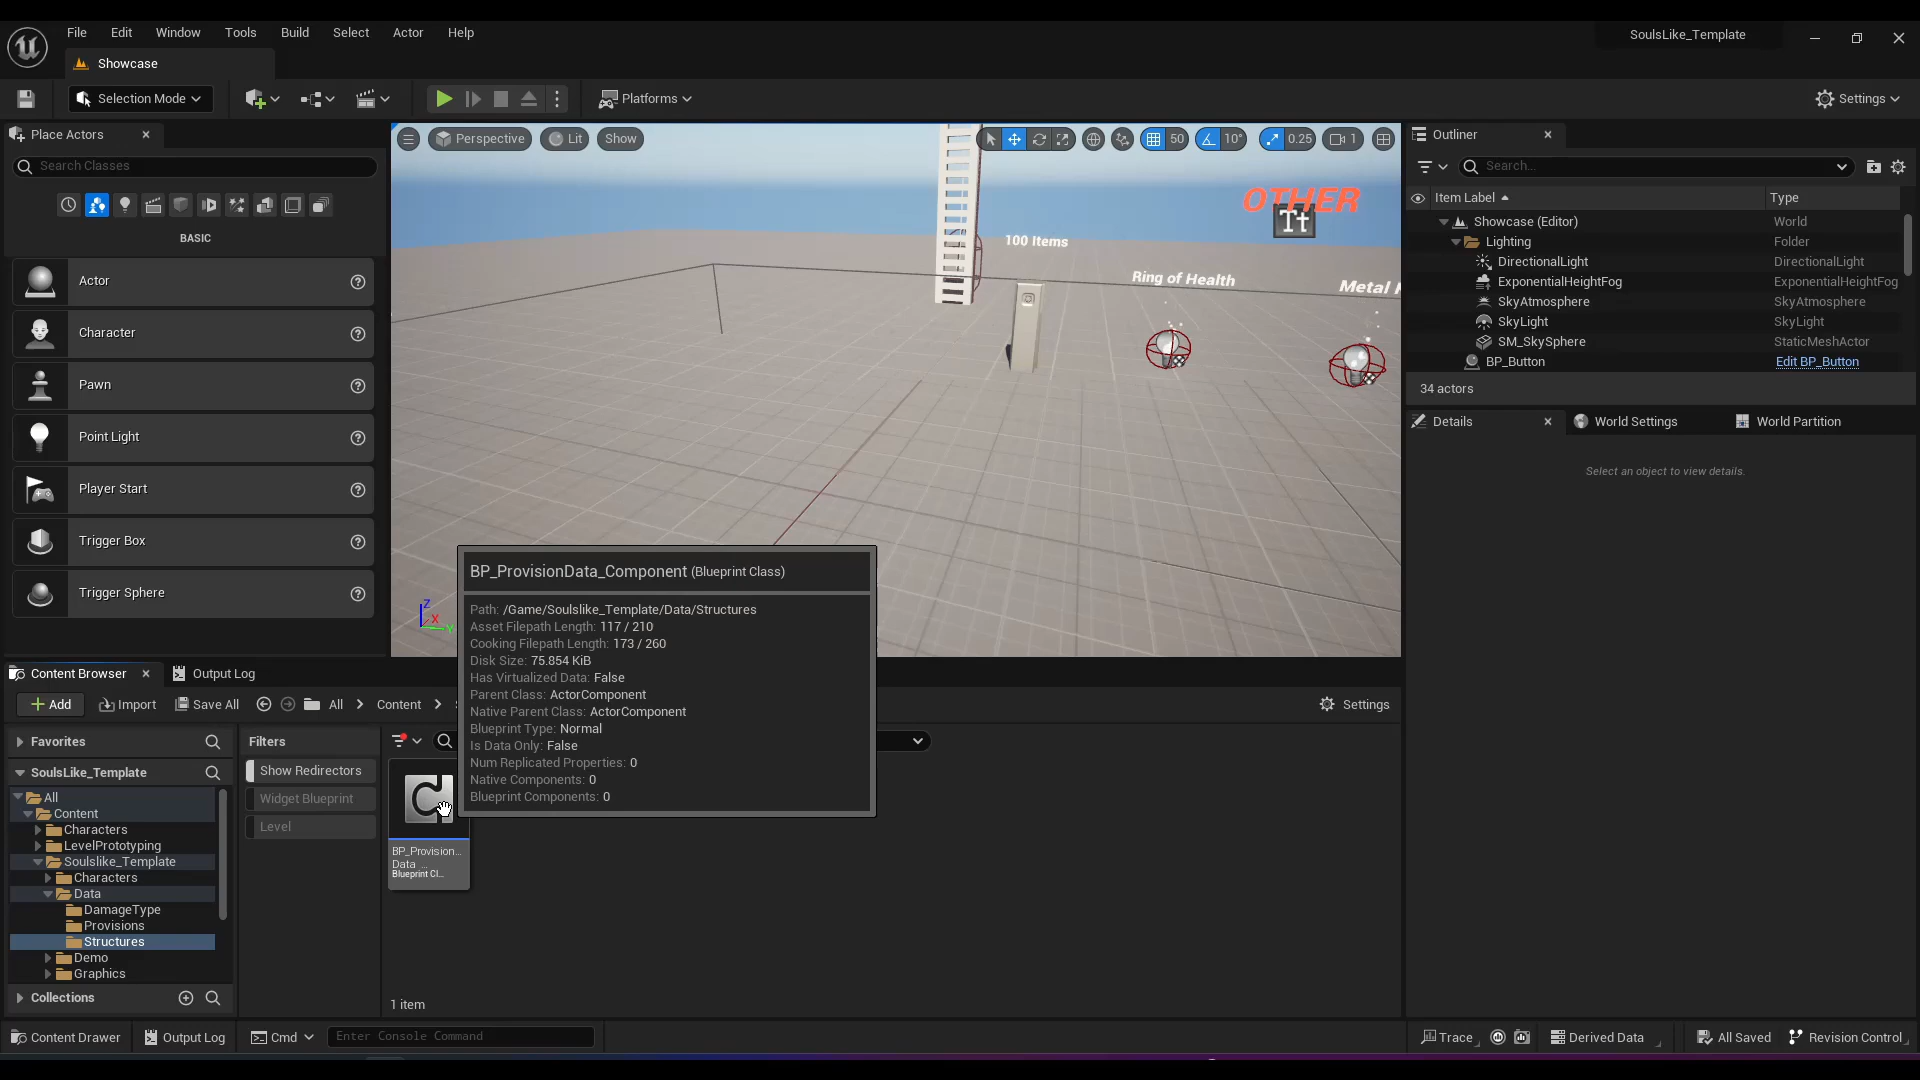 File Edit Window Tools Build Select Actor Help
SoulsLike_Template
Showcase
Selection Mode
Platforms
Settings
Place Actors
Search Classes
BASIC
Actor
Character
Pawn
Point Light
Player Start
Trigger Box
Trigger Sphere
Perspective
Lit
Show
50
10°
0.25
1
OTHER
Tt
100 Items
Ring of Health
Metal
Z
X
Outliner
Search...
Item Label Type
Showcase (Editor) World
Lighting Folder
DirectionalLight DirectionalLight
ExponentialHeightFog ExponentialHeightFog
SkyAtmosphere SkyAtmosphere
SkyLight SkyLight
SM_SkySphere StaticMeshActor
BP_Button Edit BP_Button
34 actors
Details
World Settings
World Partition
Select an object to view details.
BP_ProvisionData_Component (Blueprint Class)
Path: /Game/Soulslike_Template/Data/Structures
Asset Filepath Length: 117 / 210
Cooking Filepath Length: 173 / 260
Disk Size: 75.854 KiB
Has Virtualized Data: False
Parent Class: ActorComponent
Native Parent Class: ActorComponent
Blueprint Type: Normal
Is Data Only: False
Num Replicated Properties: 0
Native Components: 0
Blueprint Components: 0
Content Browser
Output Log
Add
Import
Save All
All
Content
Settings
Favorites
SoulsLike_Template
All
Content
Characters
LevelPrototyping
Soulslike_Template
Characters
Data
DamageType
Provisions
Structures
Demo
Graphics
Collections
Filters
Show Redirectors
Widget Blueprint
Level
BP_Provision...
Data_...
Blueprint Cl...
1 item
Content Drawer
Output Log
Cmd
Enter Console Command
Trace
Derived Data
All Saved
Revision Control